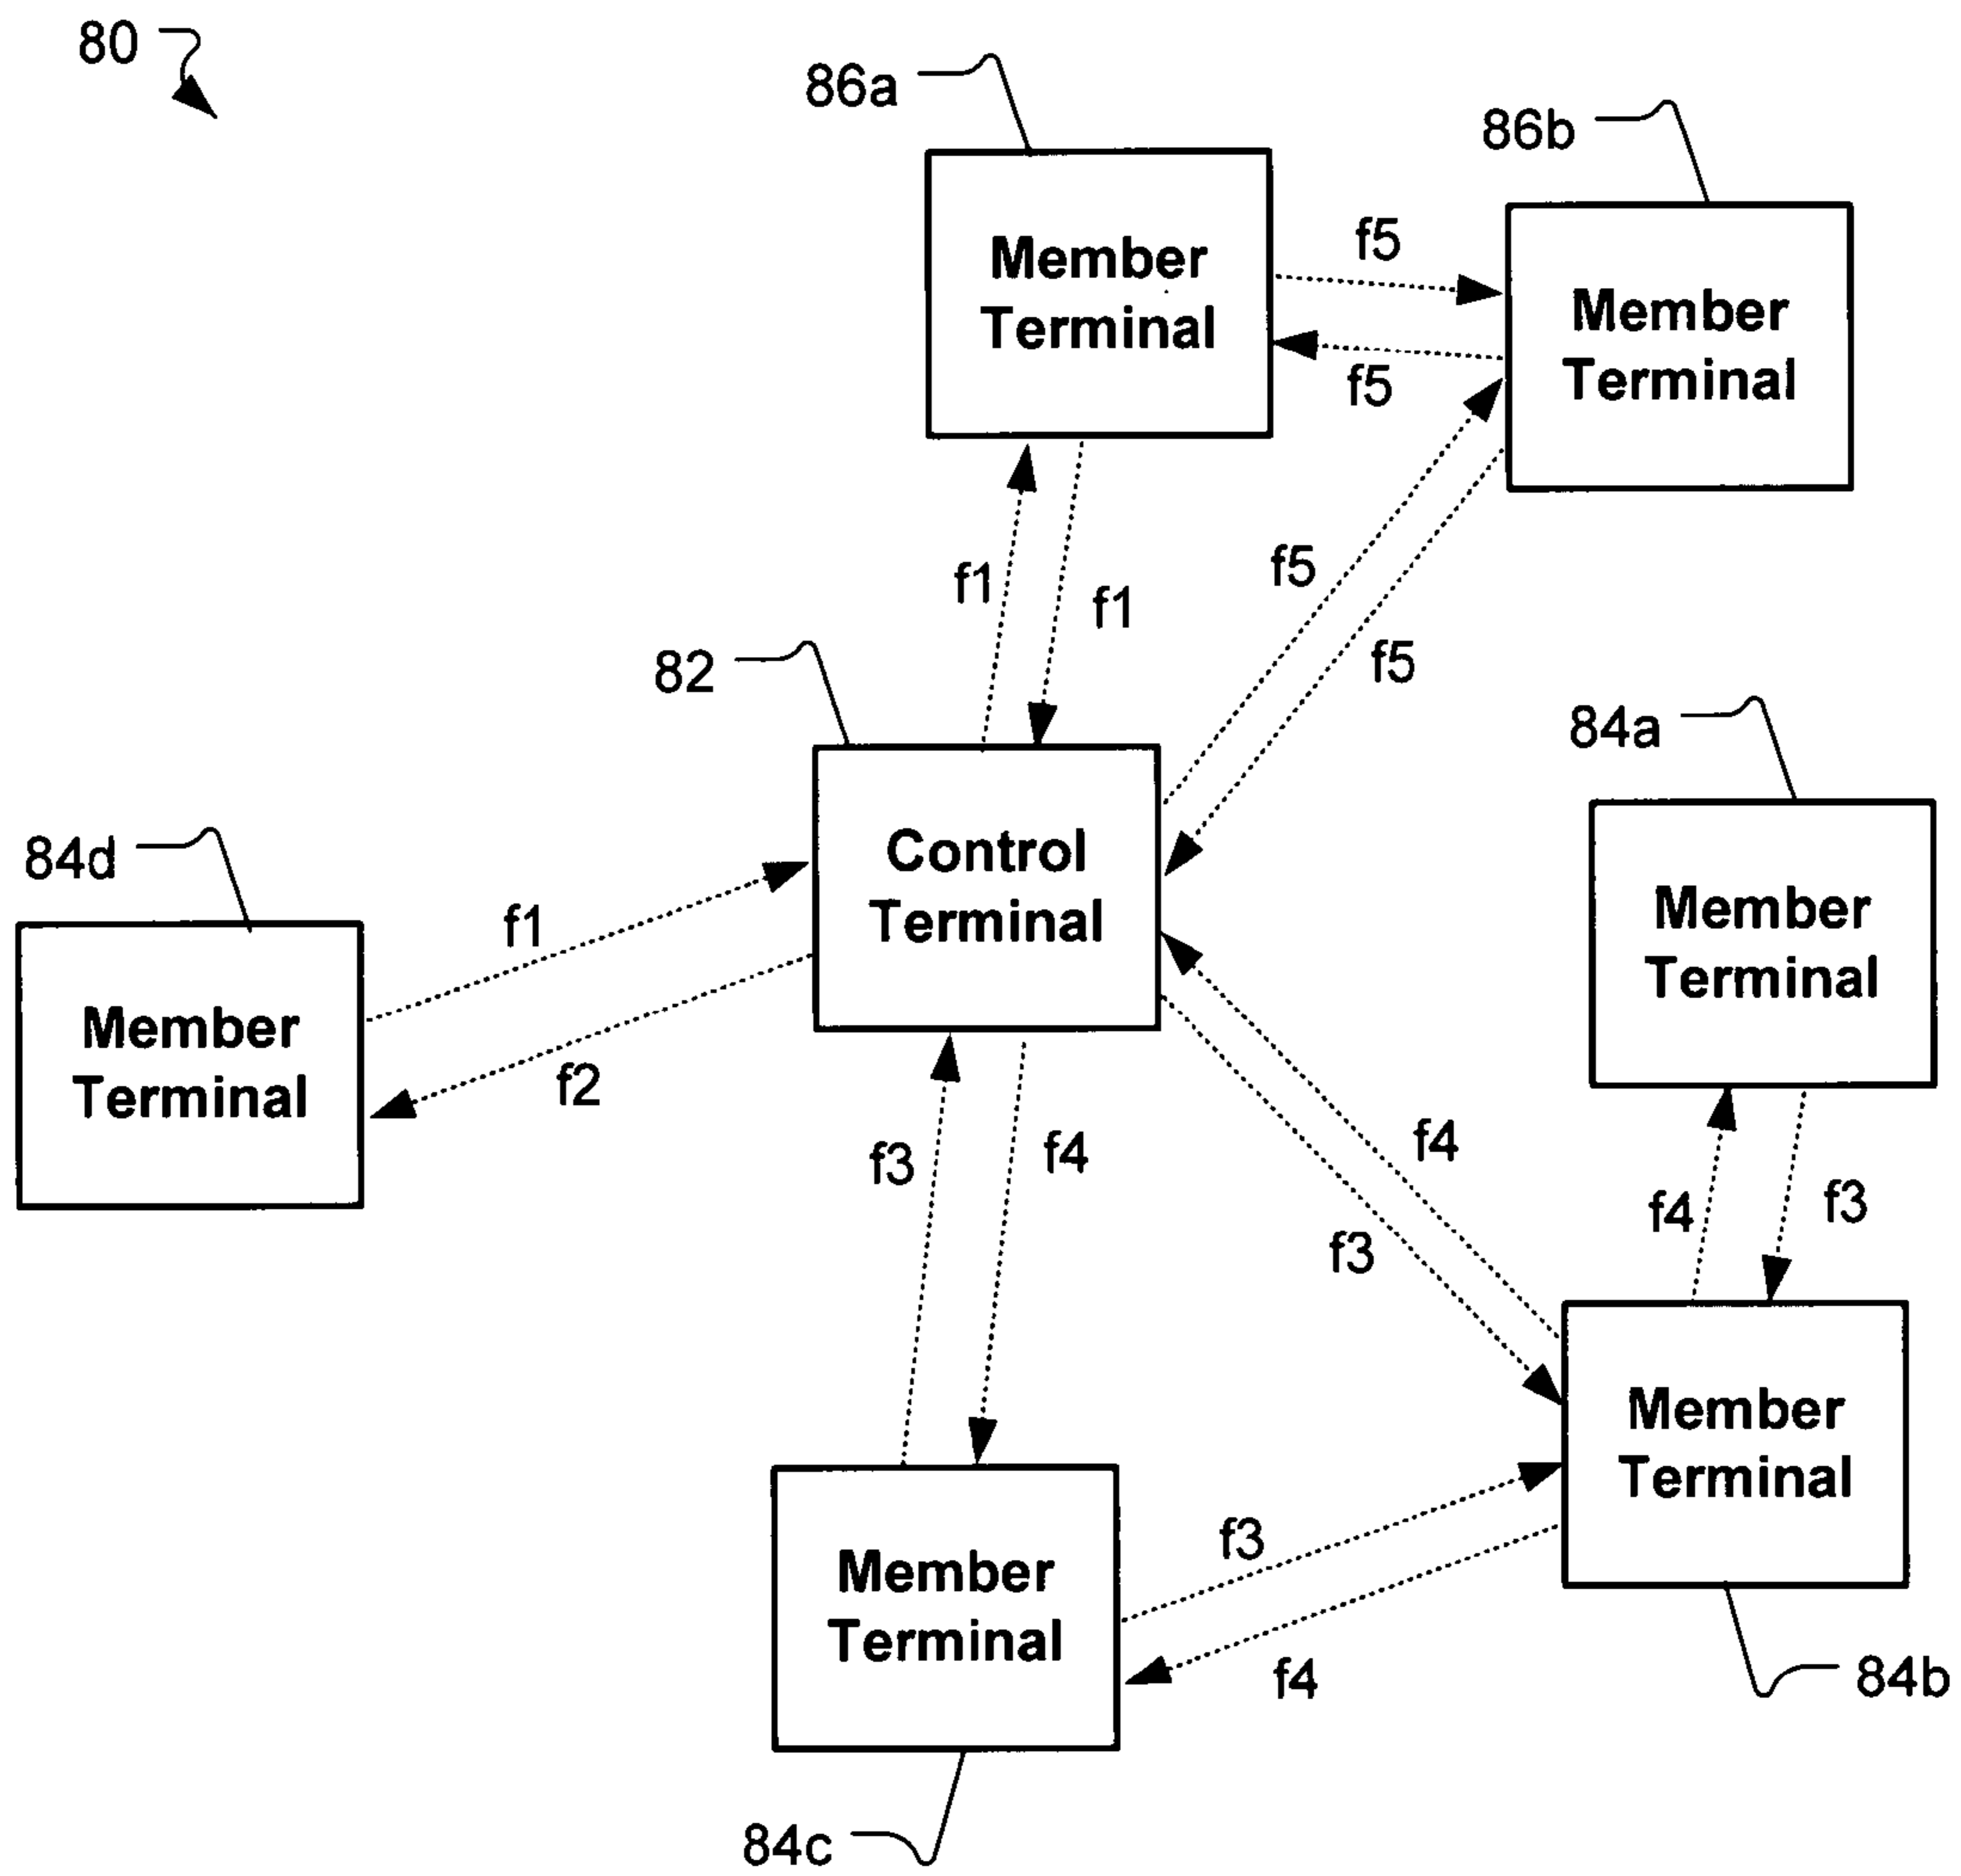 80
86a
86b
Member
Terminal
f5
Member
Terminal
f5
f1
f1
f5
f5
82
84a
Control
Terminal
84d
Member
Terminal
f1
Member
Terminal
f2
f3
f4
f4
f3
f4
f3
Member
Terminal
f3
Member
Terminal
f4
84b
84c